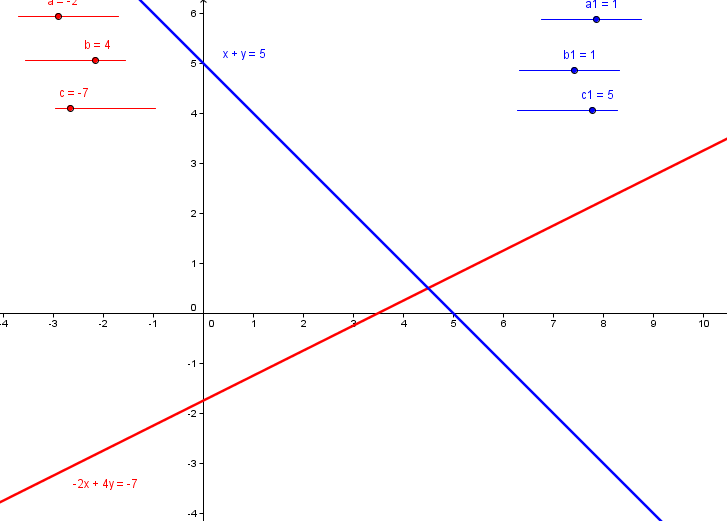 a = -2
a1 = 1
b = 4
b1 = 1
c = -7
c1 = 5
x + y = 5
-2x + 4y = -7
6
5
4
3
2
1
0
-1
-2
-3
-4
-4 -3 -2 -1 0 1 2 3 4 5 6 7 8 9 10